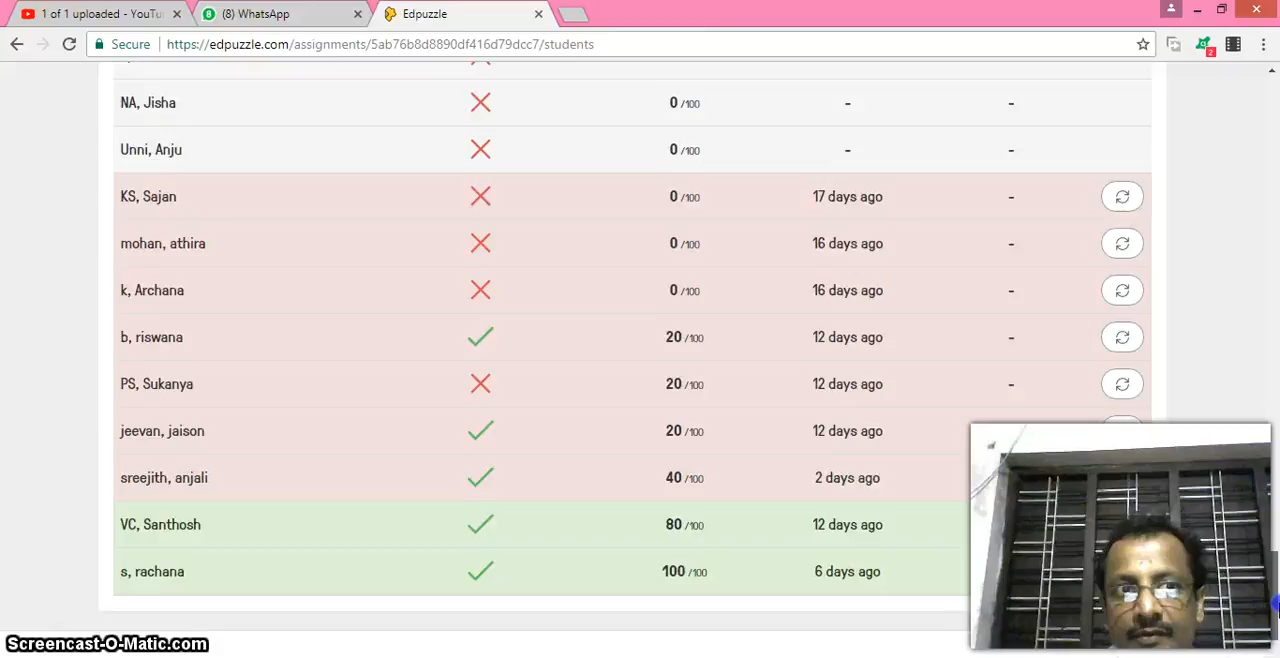 1 of 1 uploaded - YouTu
(8) WhatsApp
Edpuzzle
Secure
https://edpuzzle.com/assignments/5ab76b8d8890df416d79dcc7/students
2
NA, Jisha 0 /100 - -
Unni, Anju 0 /100 - -
KS, Sajan 0 /100 17 days ago -
mohan, athira 0 /100 16 days ago -
k, Archana 0 /100 16 days ago -
b, riswana 20 /100 12 days ago -
PS, Sukanya 20 /100 12 days ago -
jeevan, jaison 20 /100 12 days ago
sreejith, anjali 40 /100 2 days ago
VC, Santhosh 80 /100 12 days ago
s, rachana 100 /100 6 days ago
Screencast-O-Matic.com